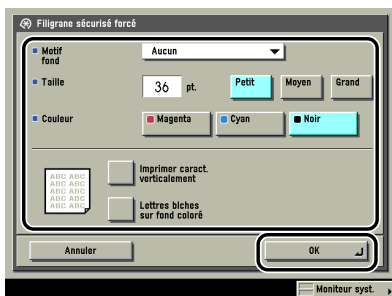 Filigrane sécurisé forcé
Motif
fond
Aucun
Taille
36 pt.
Petit
Moyen
Grand
Couleur
Magenta
Cyan
Noir
ABC ABC
ABC ABC
ABC ABC
ABC ABC
Imprimer caract.
verticalement
Lettres blches
sur fond coloré
Annuler
OK
Moniteur syst.